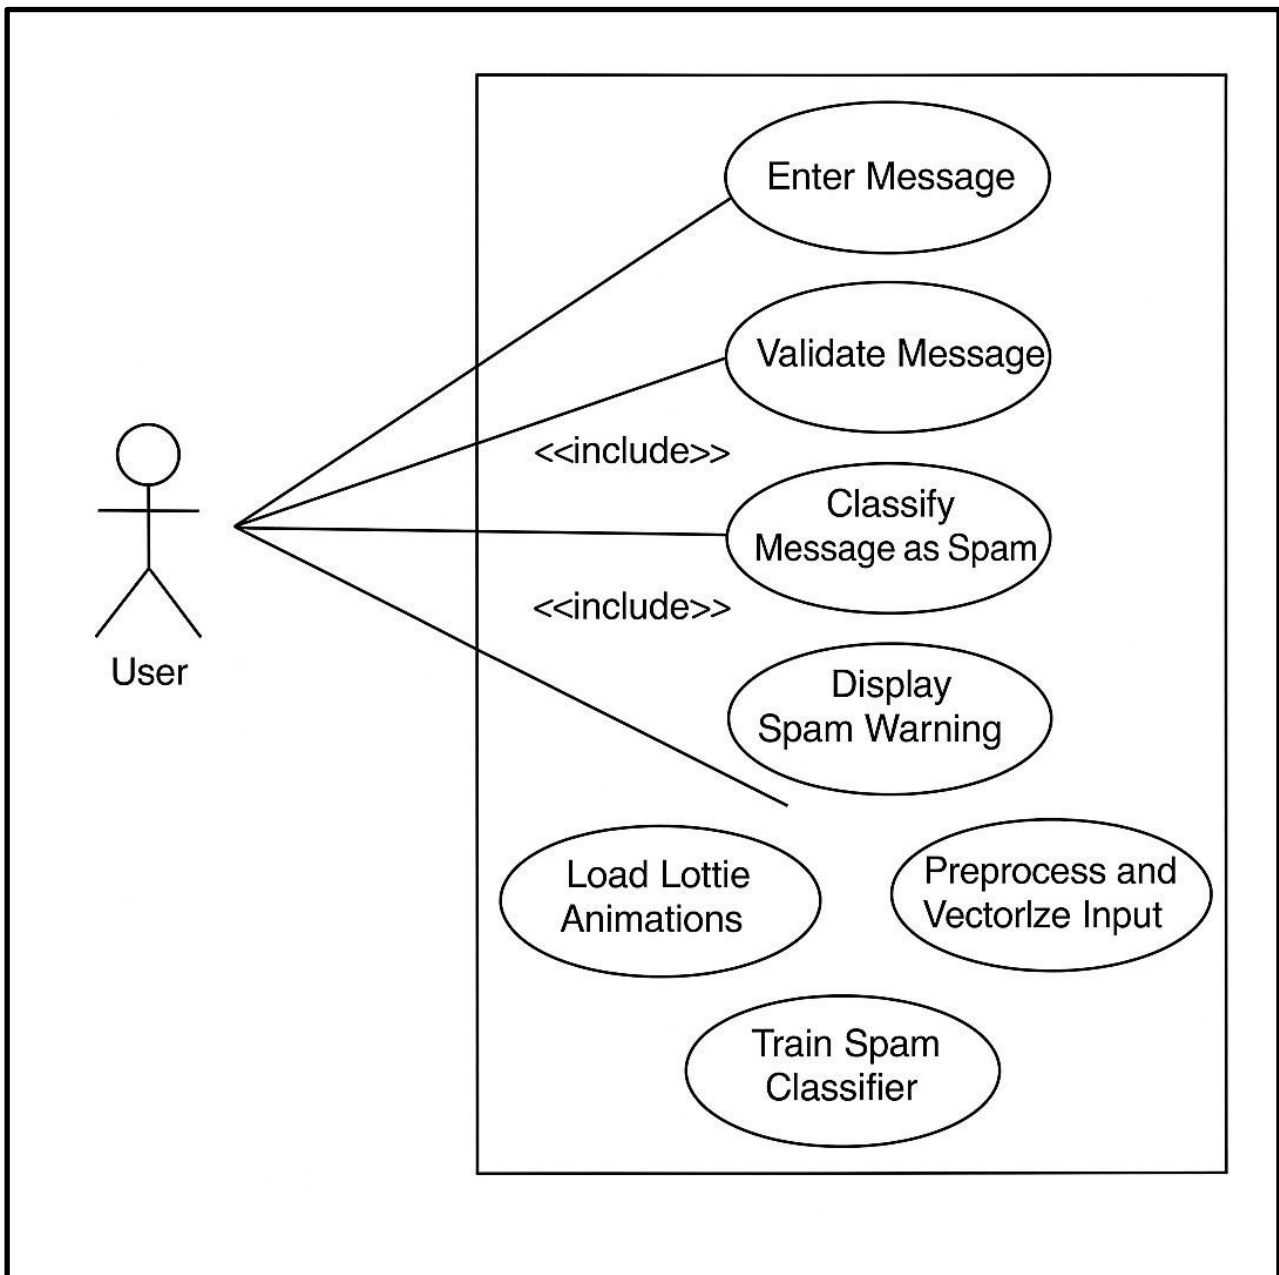 Enter Message
Validate Message
<<include>>
Classify
Message as Spam
<<include>>
User
Display
Spam Warning
Load Lottie
Animations
Preprocess and
VectorIze Input
Train Spam
Classifier